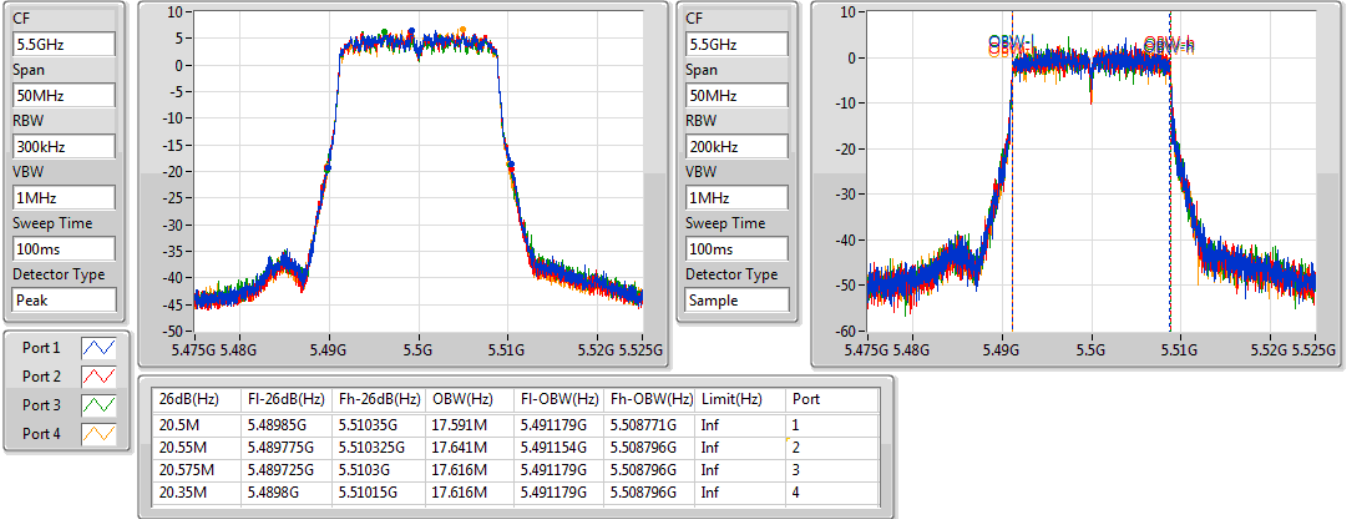 CF
5.5GHz
Span
50MHz
RBW
300kHz
VBW
1MHz
Sweep Time
100ms
Detector Type
Peak
10
5
0
-5
-10
-15
-20
-25
-30
-35
-40
-45
-50
5.475G 5.48G 5.49G 5.5G 5.51G 5.52G 5.525G
CF
5.5GHz
Span
50MHz
RBW
200kHz
VBW
1MHz
Sweep Time
100ms
Detector Type
Sample
10
0
-10
-20
-30
-40
-50
-60
OBW-l OBW-h
5.475G 5.48G 5.49G 5.5G 5.51G 5.52G 5.525G
Port 1
Port 2
Port 3
Port 4
26dB(Hz) Fl-26dB(Hz) Fh-26dB(Hz) OBW(Hz) Fl-OBW(Hz) Fh-OBW(Hz) Limit(Hz) Port
20.5M 5.48985G 5.51035G 17.591M 5.491179G 5.508771G Inf 1
20.55M 5.489775G 5.510325G 17.641M 5.491154G 5.508796G Inf 2
20.575M 5.489725G 5.5103G 17.616M 5.491179G 5.508796G Inf 3
20.35M 5.4898G 5.51015G 17.616M 5.491179G 5.508796G Inf 4